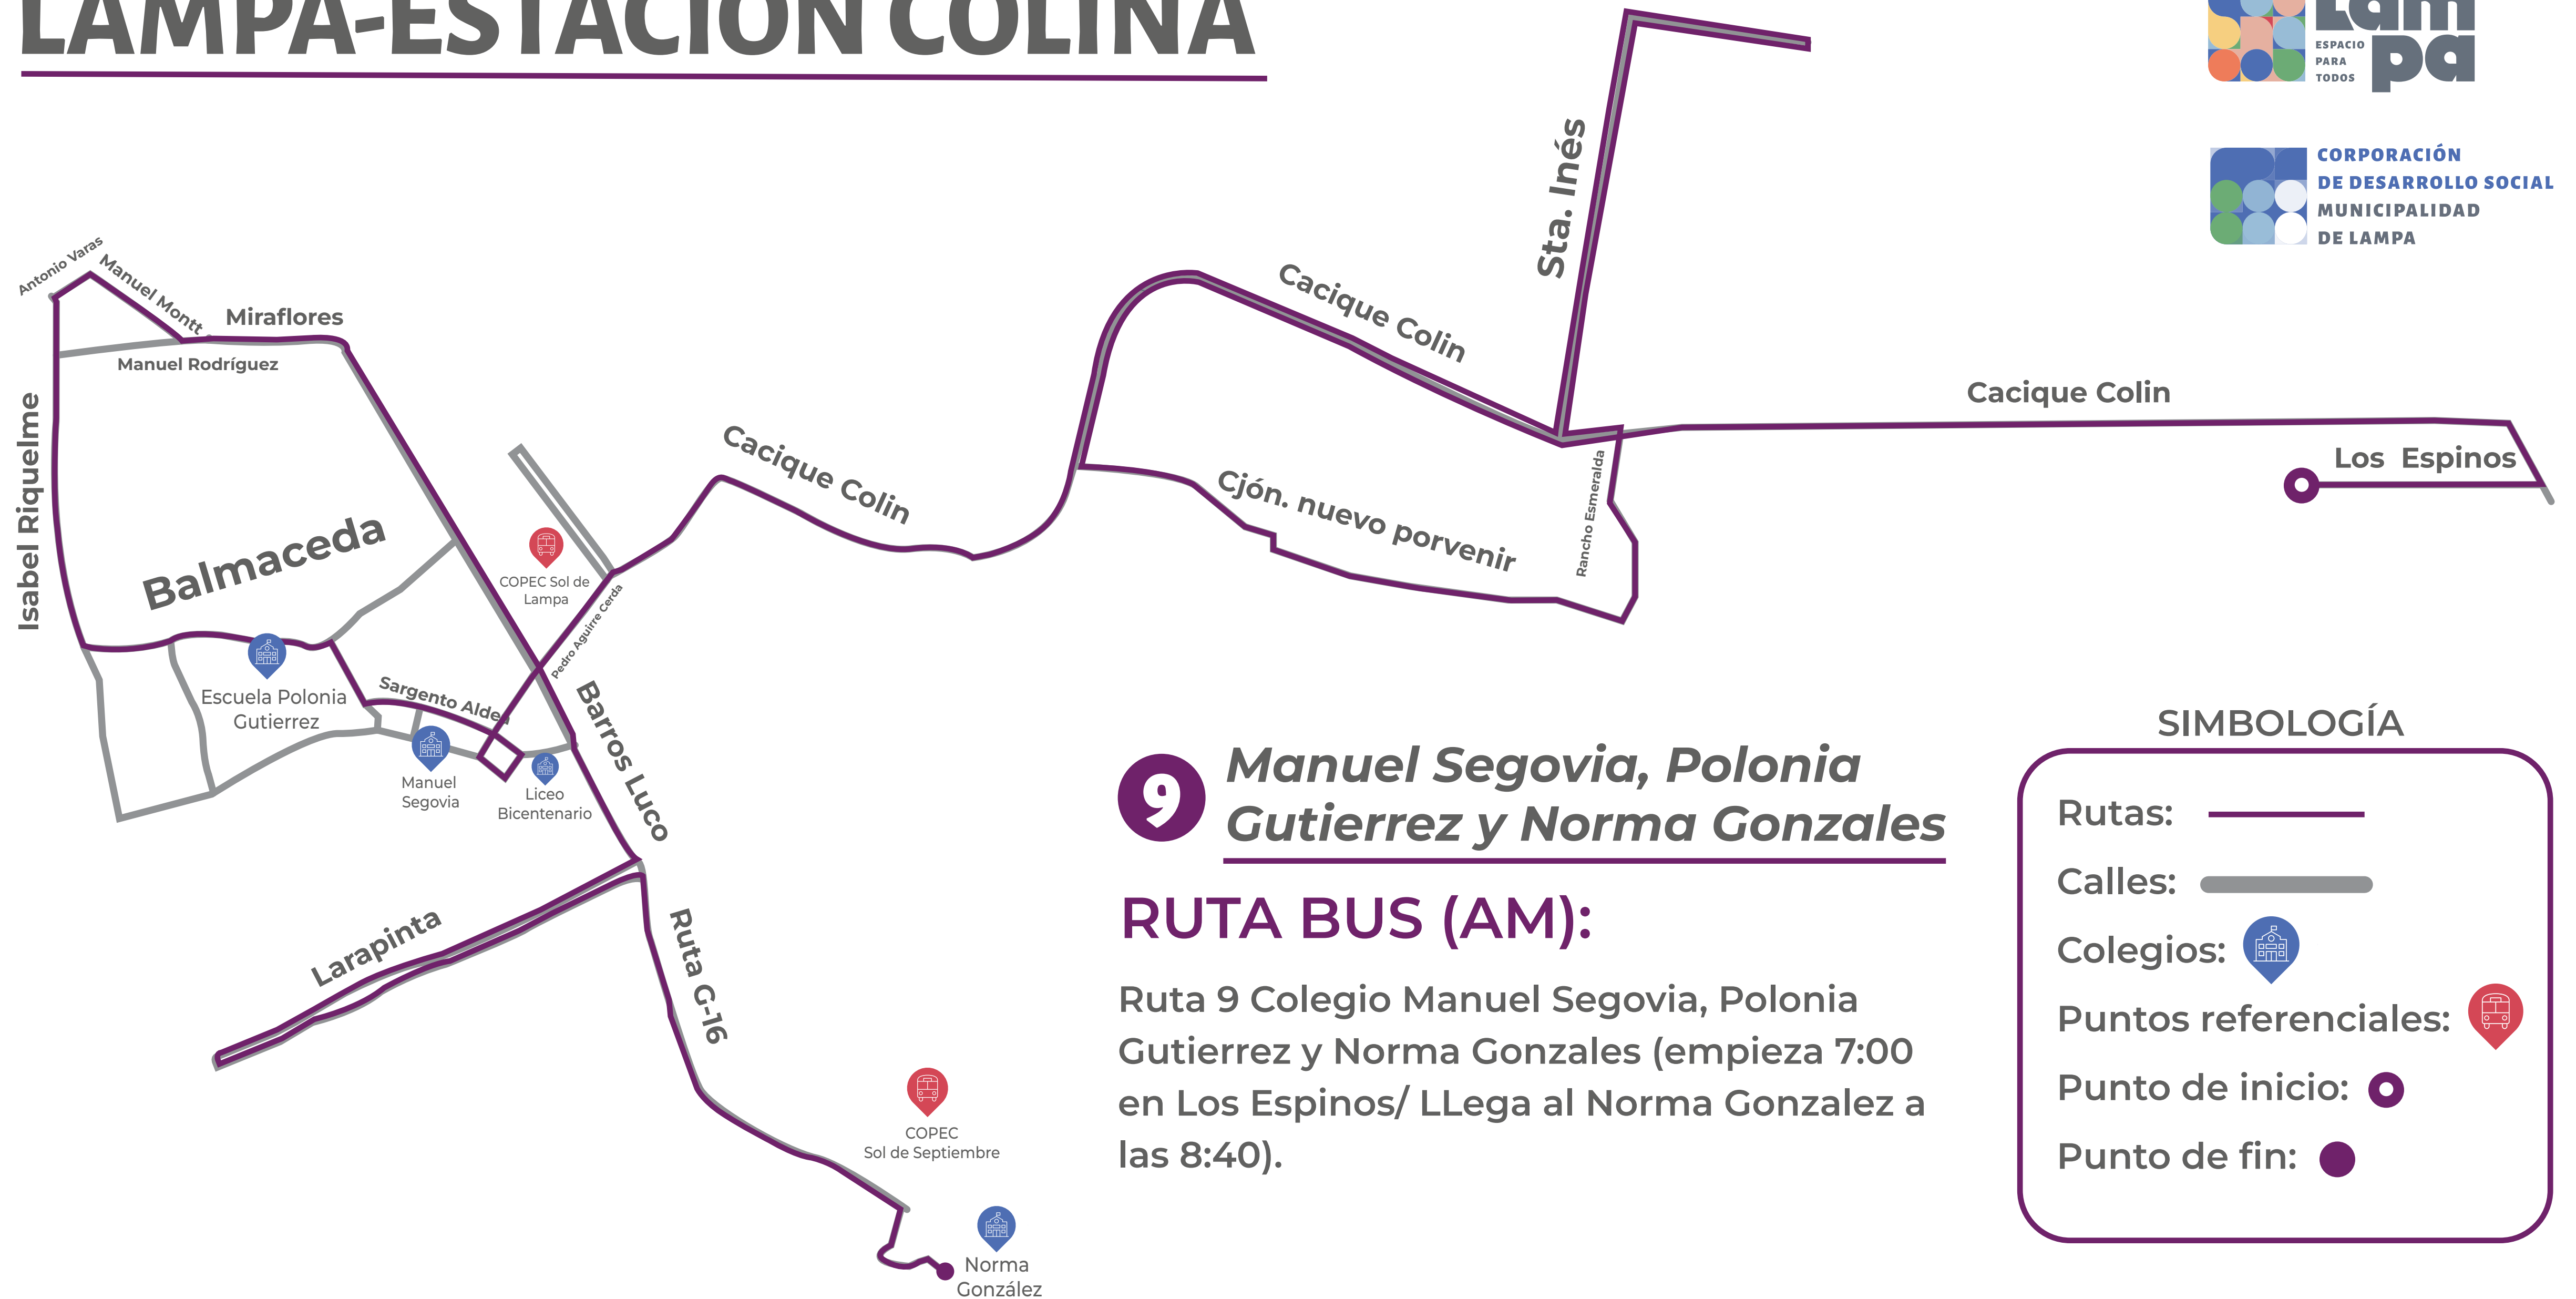 LAMPA-ESTACIÓN COLINA
Lam
pa
ESPACIO
PARA
TODOS
CORPORACIÓN
DE DESARROLLO SOCIAL
MUNICIPALIDAD
DE LAMPA
Sta. Inés
Antonio Varas
Manuel Montt
Miraflores
Manuel Rodríguez
Isabel Riquelme
Balmaceda
Cacique Colin
Cacique Colin
Cacique Colin
Los Espinos
Cjón. nuevo porvenir
Rancho Esmeralda
COPEC Sol de
Lampa
Pedro Aguirre Cerda
Escuela Polonia
Gutierrez
Sargento Aldea
Manuel
Segovia
Liceo
Bicentenario
Barros Luco
Larapinta
Ruta G-16
COPEC
Sol de Septiembre
Norma
González
9
Manuel Segovia, Polonia
Gutierrez y Norma Gonzales
RUTA BUS (AM):
Ruta 9 Colegio Manuel Segovia, Polonia
Gutierrez y Norma Gonzales (empieza 7:00
en Los Espinos/ LLega al Norma Gonzalez a
las 8:40).
SIMBOLOGÍA
Rutas:
Calles:
Colegios:
Puntos referenciales:
Punto de inicio:
Punto de fin: